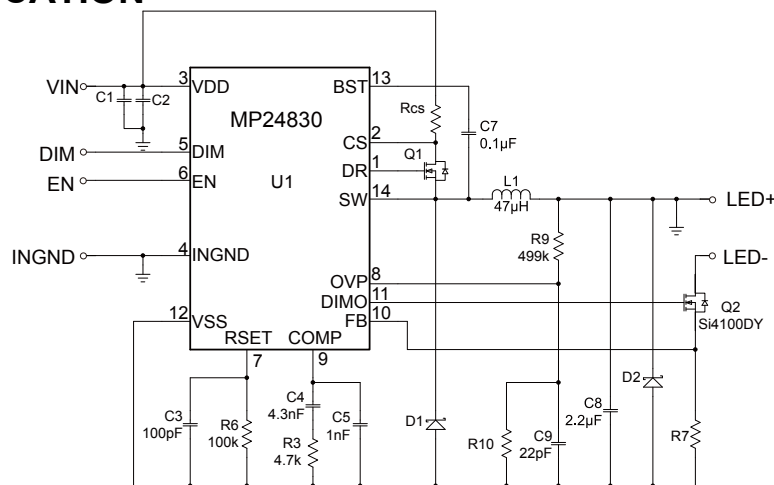 VIN
C1
C2
3
VDD
BST
13
MP24830
Rcs
C7
0.1µF
CS
2
DIM
5
DIM
DR
1
Q1
EN
6
EN
U1
SW
14
L1
47µH
LED+
INGND
4
INGND
R9
499k
LED-
OVP
8
DIMO
11
Q2
Si4100DY
12
VSS
FB
10
RSET
COMP
7
9
C3
100pF
R6
100k
C4
4.3nF
C5
1nF
R3
4.7k
D1
R10
C9
22pF
C8
2.2µF
D2
R7